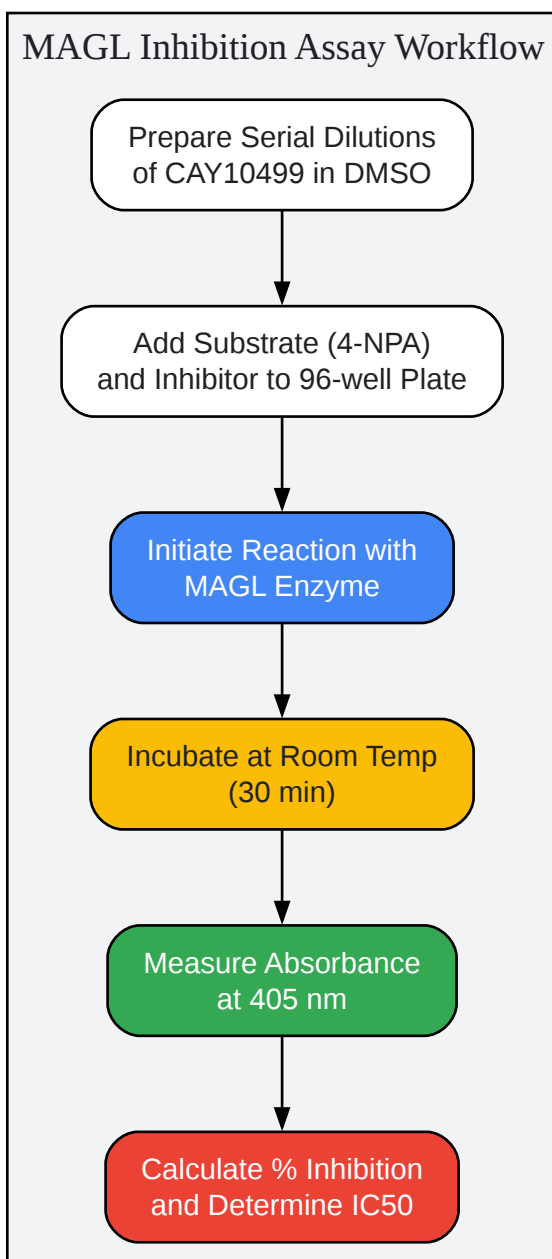 MAGL Inhibition Assay Workflow
Prepare Serial Dilutions
of CAY10499 in DMSO
Add Substrate (4-NPA)
and Inhibitor to 96-well Plate
Initiate Reaction with
MAGL Enzyme
Incubate at Room Temp
(30 min)
Measure Absorbance
at 405 nm
Calculate % Inhibition
and Determine IC50